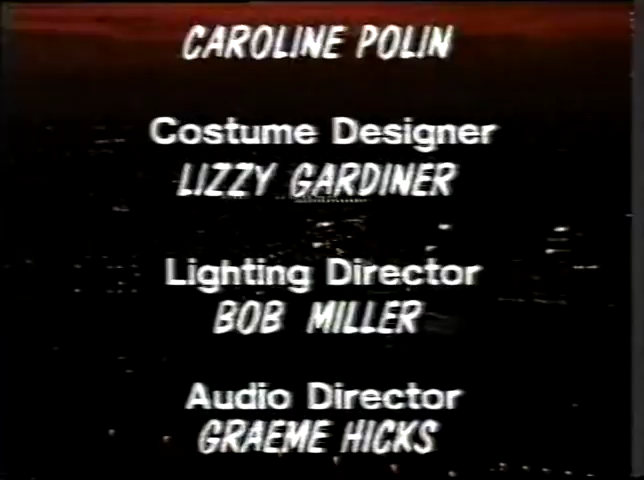 CAROLINE POLIN
Costume Designer
LIZZY GARDINER
Lighting Director
BOB MILLER
Audio Director
GRAEME HICKS